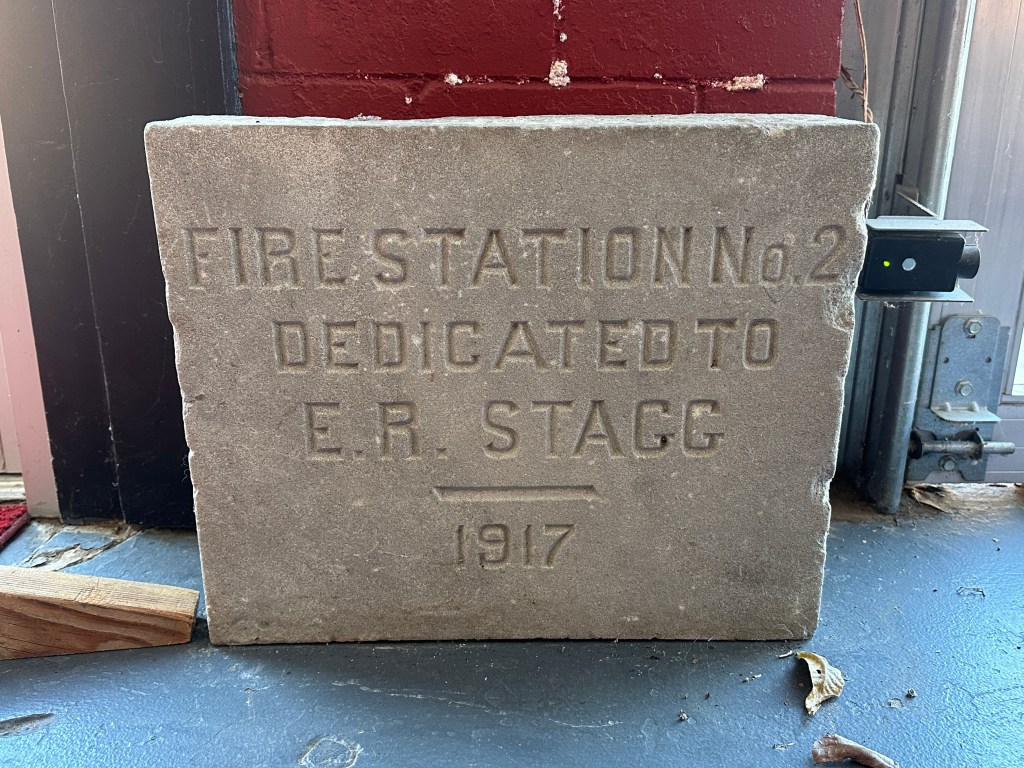 FIRE STATION No. 2
DEDICATED TO
E.R. STAGG
1917